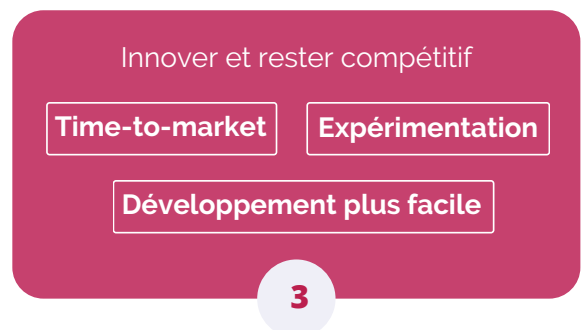 Innover et rester compétitif
Time-to-market
Expérimentation
Développement plus facile
3